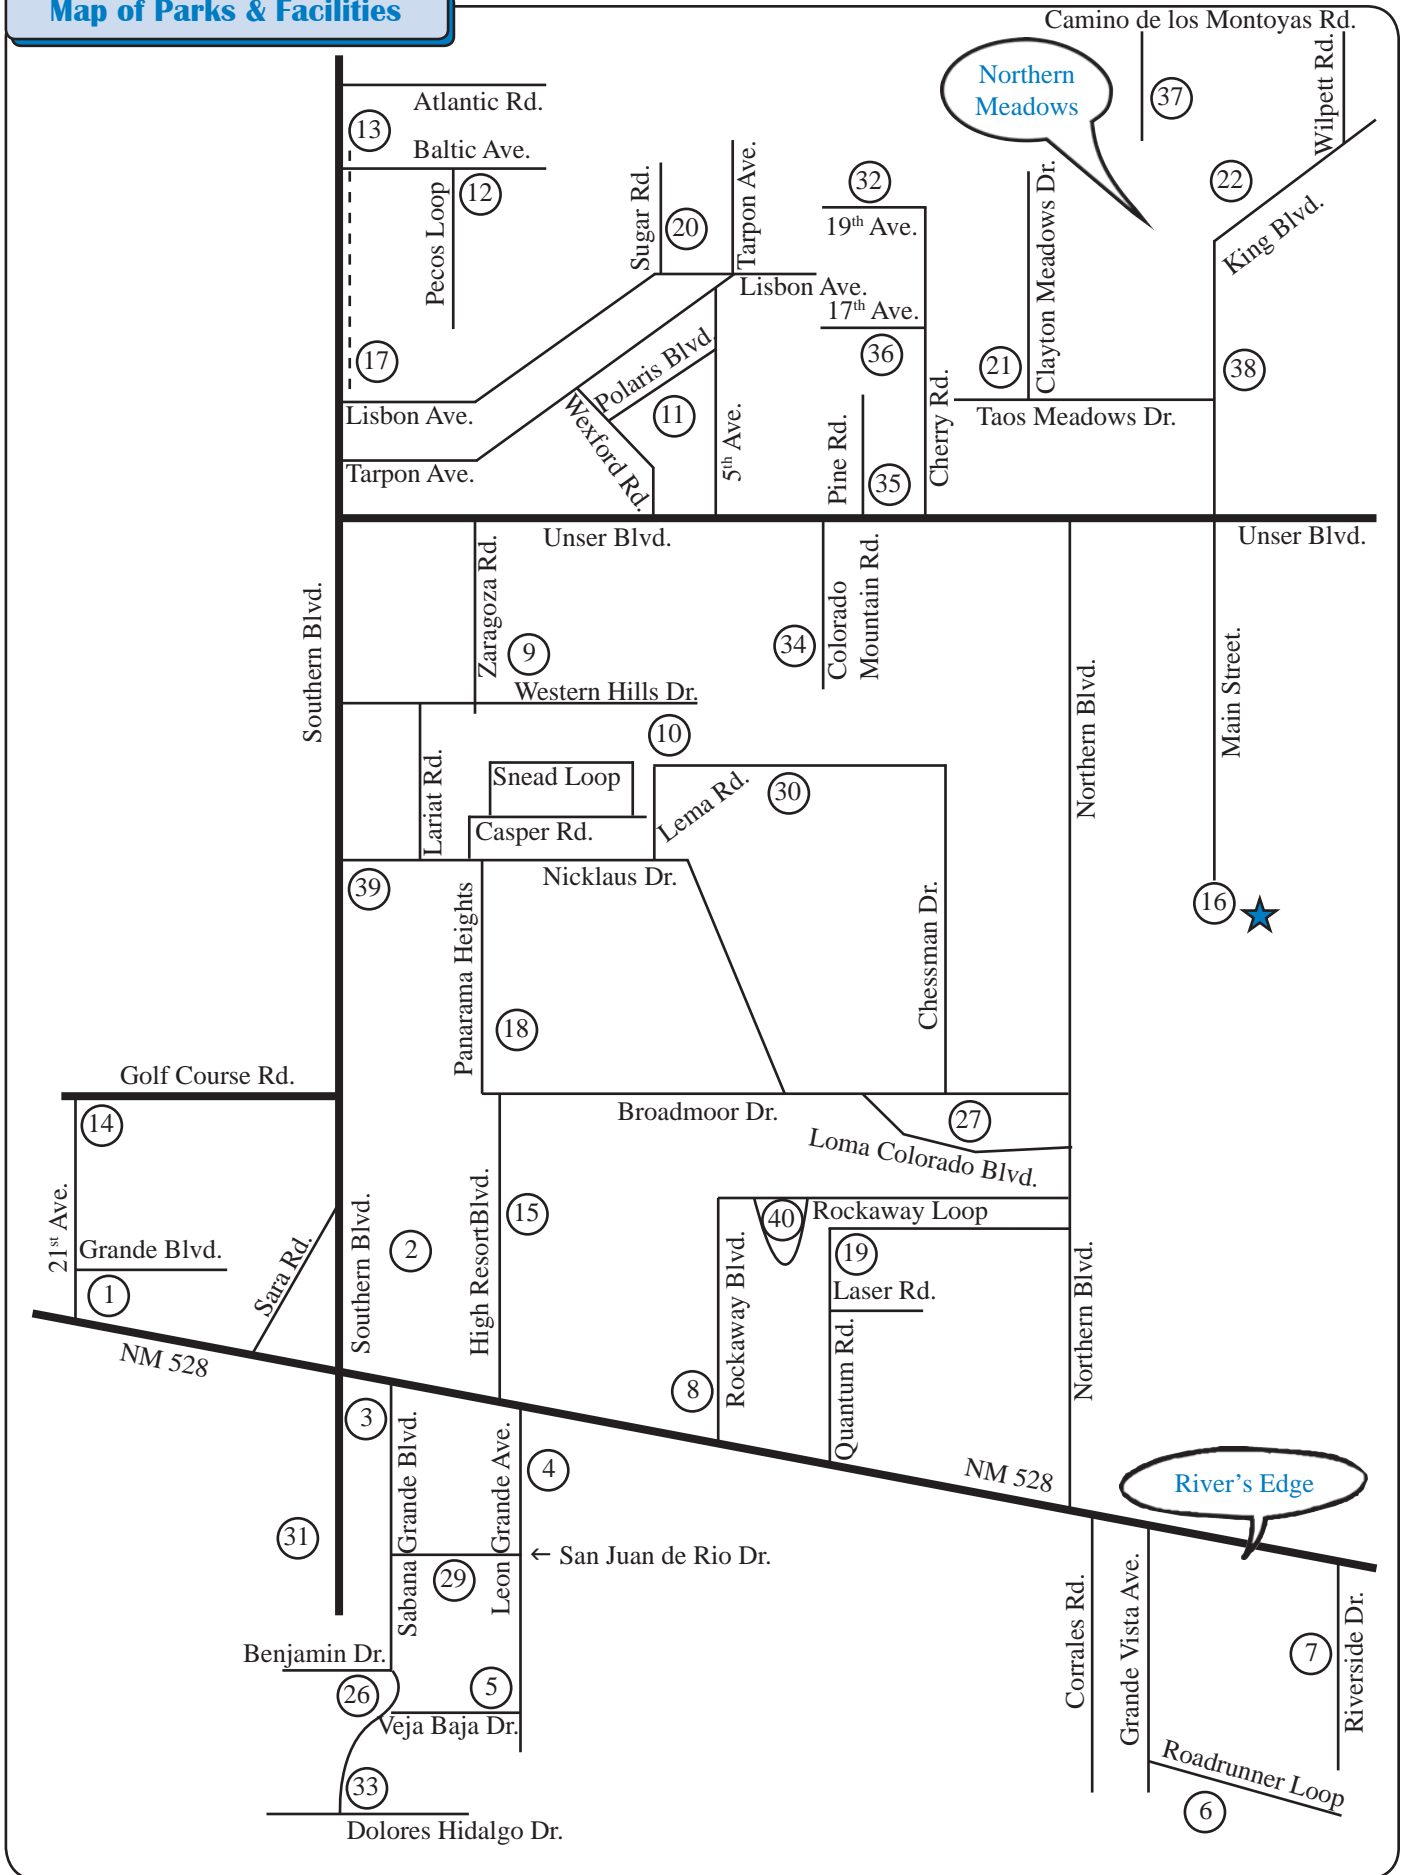 Map of Parks & Facilities
Camino de los Montoyas Rd.
Northern
Meadows
37
Wilpett Rd.
Atlantic Rd.
13
Baltic Ave.
12
Pecos Loop
Sugar Rd.
20
Tarpon Ave.
32
19th Ave.
Clayton Meadows Dr.
22
King Blvd.
Lisbon Ave.
17th Ave.
17
Polaris Blvd.
36
21
38
Lisbon Ave.
Wexford Rd.
11
5th Ave.
Pine Rd.
35
Cherry Rd.
Taos Meadows Dr.
Tarpon Ave.
Unser Blvd.
Unser Blvd.
Southern Blvd.
Zaragoza Rd.
9
34
Colorado
Mountain Rd.
Northern Blvd.
Main Street.
Western Hills Dr.
10
Lariat Rd.
Snead Loop
Lema Rd.
30
Casper Rd.
39
Nicklaus Dr.
16
Panarama Heights
Chessman Dr.
18
Golf Course Rd.
14
Broadmoor Dr.
27
Loma Colorado Blvd.
21st Ave.
Grande Blvd.
Sara Rd.
Southern Blvd.
2
High ResortBlvd.
15
40
Rockaway Loop
19
Rockaway Blvd.
Laser Rd.
Northern Blvd.
1
NM 528
Quantum Rd.
8
3
Sabana Grande Blvd.
Leon Grande Ave.
4
NM 528
River’s Edge
31
← San Juan de Rio Dr.
29
Corrales Rd.
Grande Vista Ave.
7
Riverside Dr.
Benjamin Dr.
26
5
Veja Baja Dr.
Roadrunner Loop
33
6
Dolores Hidalgo Dr.